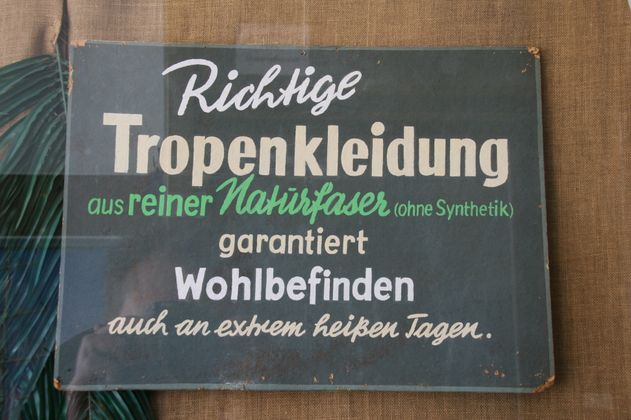 Richtige
Tropenkleidung
aus reiner Naturfaser (ohne Synthetik)
garantiert
Wohlbefinden
auch an extrem heißen Tagen.